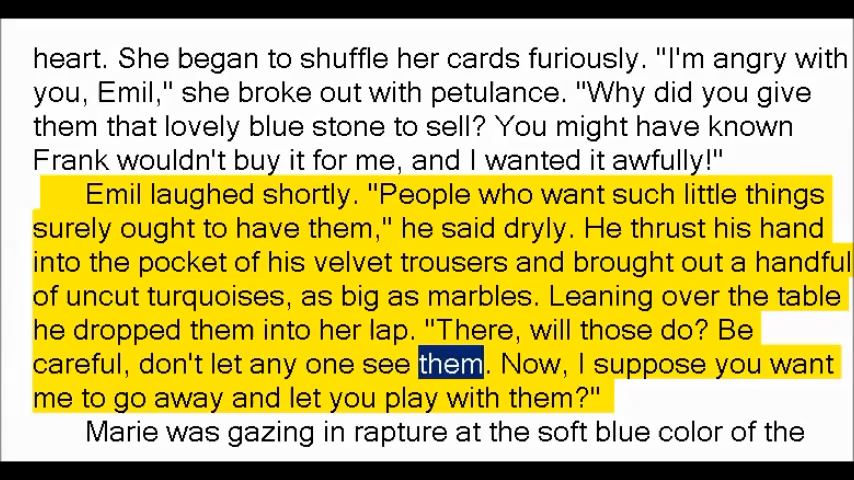 heart. She began to shuffle her cards furiously. "I'm angry with
you, Emil," she broke out with petulance. "Why did you give
them that lovely blue stone to sell? You might have known
Frank wouldn't buy it for me, and I wanted it awfully!"
Emil laughed shortly. "People who want such little things
surely ought to have them," he said dryly. He thrust his hand
into the pocket of his velvet trousers and brought out a handful
of uncut turquoises, as big as marbles. Leaning over the table
he dropped them into her lap. "There, will those do? Be
careful, don't let any one see them. Now, I suppose you want
me to go away and let you play with them?"
Marie was gazing in rapture at the soft blue color of the